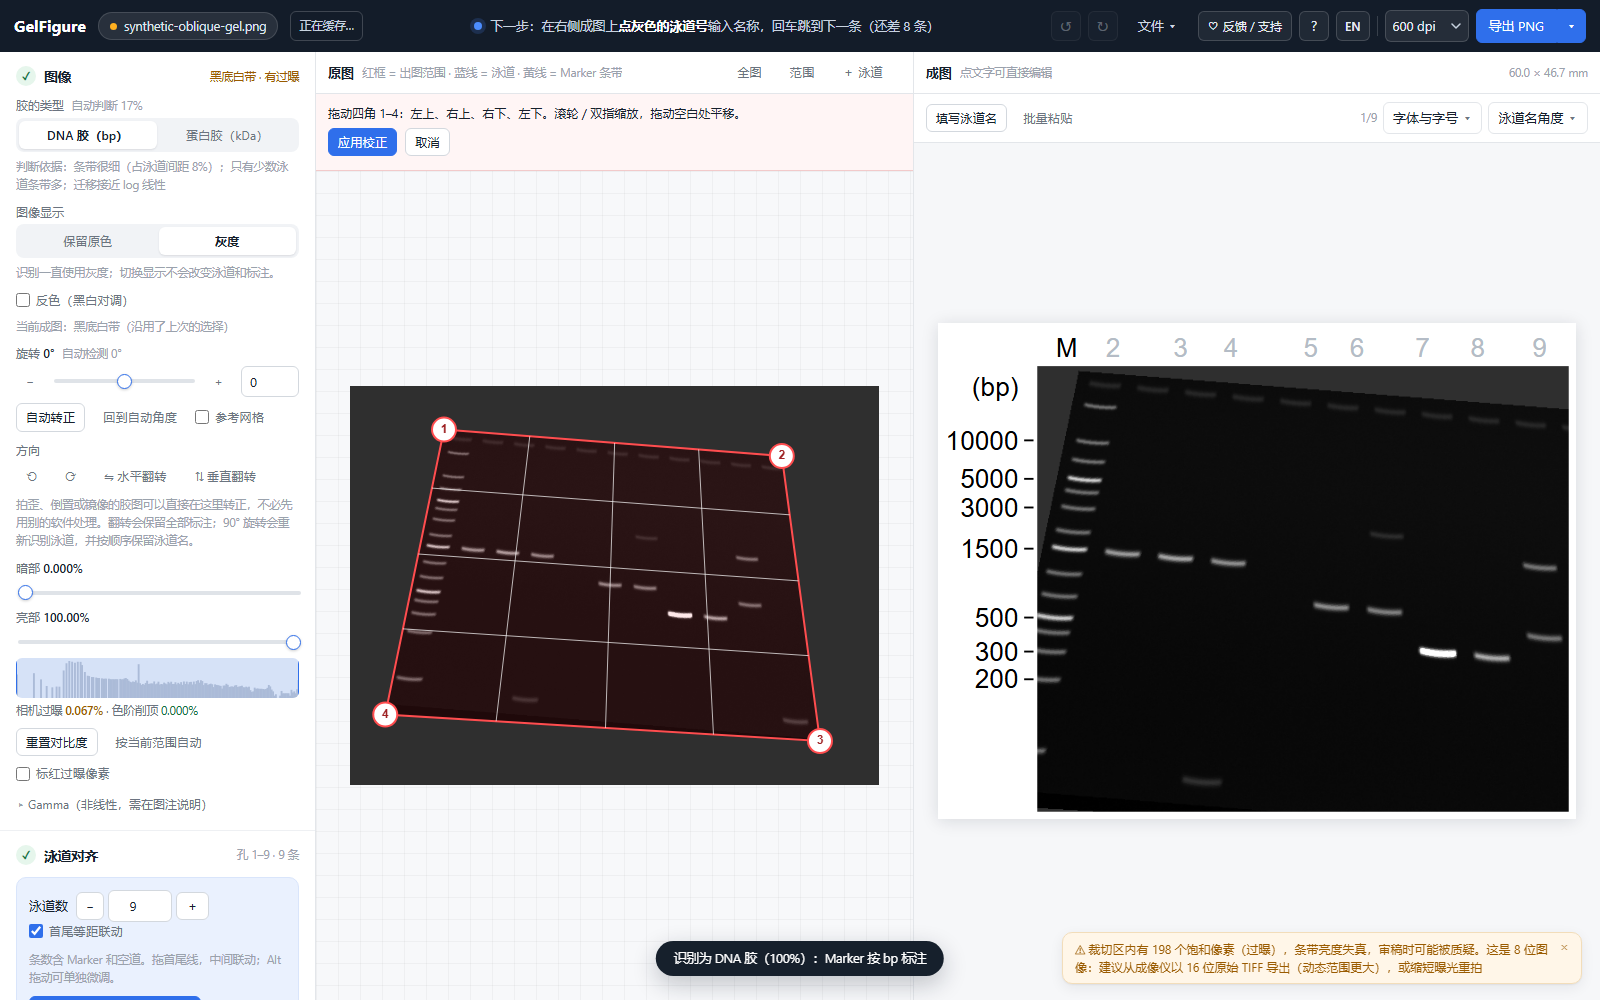 GelFigure
synthetic-oblique-gel.png
正在缓存...
下一步：在右侧成图上点灰色的泳道号输入名称，回车跳到下一条（还差 8 条）
文件
♡ 反馈 / 支持
?
EN
600 dpi
导出 PNG
✓ 图像
黑底白带 · 有过曝
胶的类型 自动判断 17%
DNA 胶（bp）
蛋白胶（kDa）
判断依据：条带很细（占泳道间距 8%）；只有少数泳
道条带多；迁移接近 log 线性
图像显示
保留原色
灰度
识别一直使用灰度；切换显示不会改变泳道和标注。
反色（黑白对调）
当前成图：黑底白带（沿用了上次的选择）
旋转 0° 自动检测 0°
−
+
0
自动转正
回到自动角度
参考网格
方向
⇋ 水平翻转
⇅ 垂直翻转
拍歪、倒置或镜像的胶图可以直接在这里转正，不必先
用别的软件处理。翻转会保留全部标注；90° 旋转会重
新识别泳道，并按顺序保留泳道名。
暗部 0.000%
亮部 100.00%
相机过曝 0.067% · 色阶削顶 0.000%
重置对比度
按当前范围自动
标红过曝像素
Gamma（非线性，需在图注说明）
✓ 泳道对齐
孔 1–9 · 9 条
泳道数
−
9
+
首尾等距联动
条数含 Marker 和空道。拖首尾线，中间联动；Alt
拖动可单独微调。
原图 红框 = 出图范围 · 蓝线 = 泳道 · 黄线 = Marker 条带
全图
范围
+ 泳道
拖动四角 1–4：左上、右上、右下、左下。滚轮 / 双指缩放，拖动空白处平移。
应用校正
取消
1
2
3
4
成图 点文字可直接编辑
60.0 × 46.7 mm
填写泳道名
批量粘贴
1/9
字体与字号
泳道名角度
M 2 3 4 5 6 7 8 9
(bp)
10000
5000
3000
1500
500
300
200
识别为 DNA 胶（100%）：Marker 按 bp 标注
⚠ 裁切区内有 198 个饱和像素（过曝），条带亮度失真，审稿时可能被质疑。这是 8 位图
像：建议从成像仪以 16 位原始 TIFF 导出（动态范围更大），或缩短曝光重拍
×